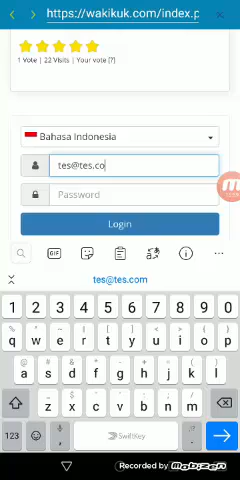 https://wakikuk.com/index.p
1 Vote | 22 Visits | Your vote [?]
Bahasa Indonesia
tes@tes.co
Password
Login
GIF
tes@tes.com
1 2 3 4 5 6 7 8 9 0
q w e r t y u i o p
a s d f g h j k l
z x c v b n m
123 SwiftKey
Recorded by Mobizen